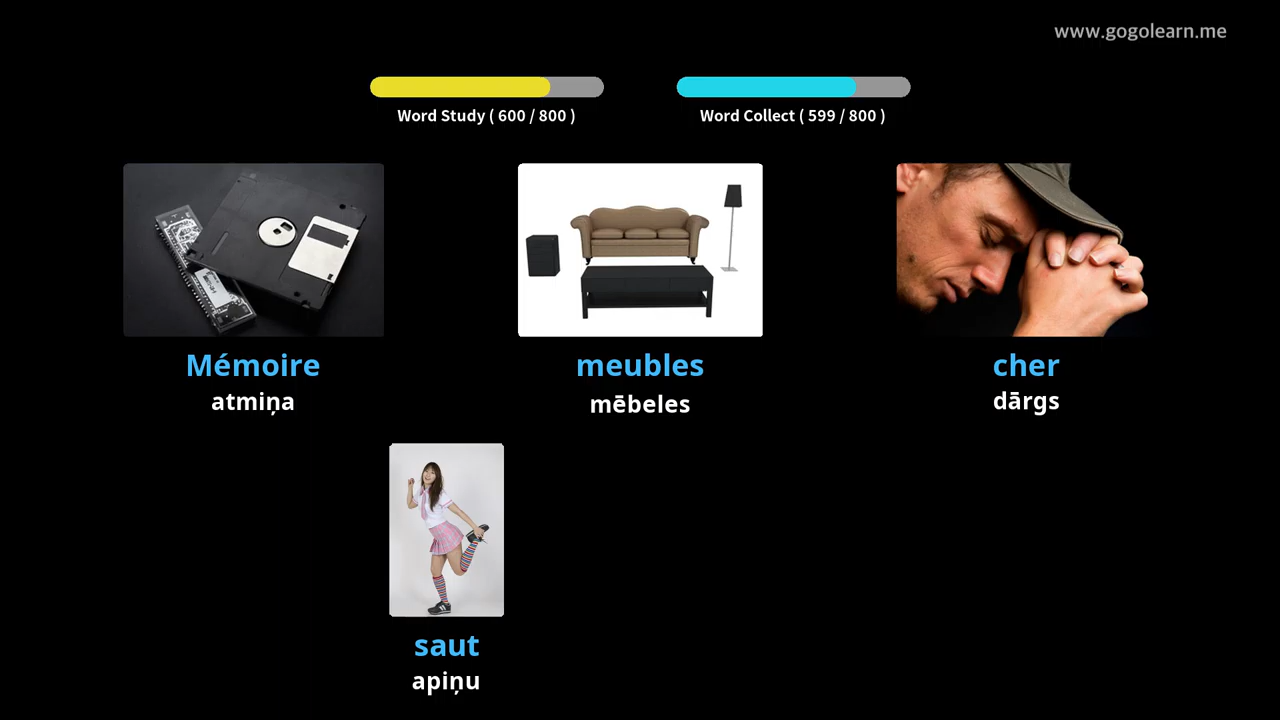 www.gogolearn.me
Word Study ( 600 / 800 )
Word Collect ( 599 / 800 )
Mémoire
atmiņa
meubles
mēbeles
cher
dārgs
saut
apiņu